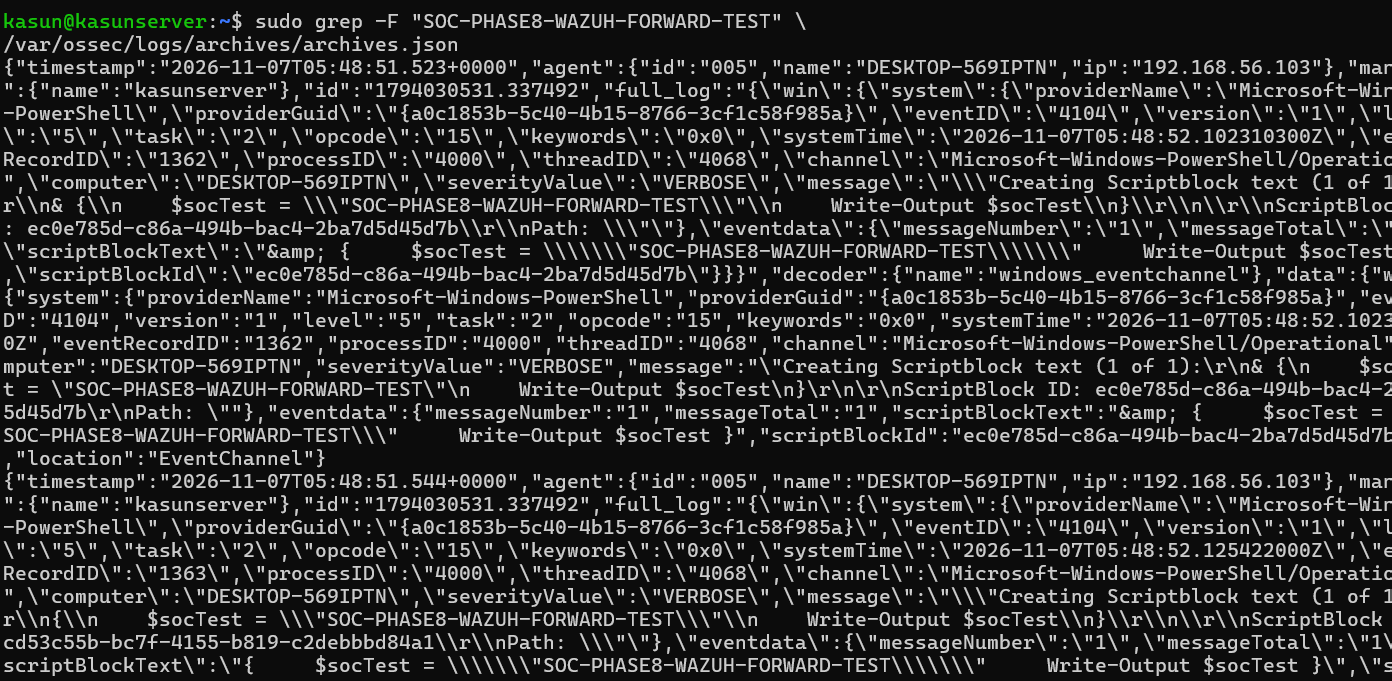 kasun@kasunserver:~$ sudo grep -F "SOC-PHASE8-WAZUH-FORWARD-TEST" \
/var/ossec/logs/archives/archives.json
{"timestamp":"2026-11-07T05:48:51.523+0000","agent":{"id":"005","name":"DESKTOP-569IPTN","ip":"192.168.56.103"},"man
":{"name":"kasunserver"},"id":"1794030531.337492","full_log":"{\"win\":{\"system\":{\"providerName\":\"Microsoft-Win
-PowerShell\",\"providerGuid\":\"{a0c1853b-5c40-4b15-8766-3cf1c58f985a}\",\"eventID\":\"4104\",\"version\":\"1\",\"l
\":\"5\",\"task\":\"2\",\"opcode\":\"15\",\"keywords\":\"0x0\",\"systemTime\":\"2026-11-07T05:48:52.102310300Z\",\"e
RecordID\":\"1362\",\"processID\":\"4000\",\"threadID\":\"4068\",\"channel\":\"Microsoft-Windows-PowerShell/Operatio
",\"computer\":\"DESKTOP-569IPTN\",\"severityValue\":\"VERBOSE\",\"message\":\"\\\"Creating Scriptblock text (1 of 1
r\\n& {\\n    $socTest = \\\"SOC-PHASE8-WAZUH-FORWARD-TEST\\\"\\n    Write-Output $socTest\\n}\\r\\n\\r\\nScriptBloc
: ec0e785d-c86a-494b-bac4-2ba7d5d45d7b\\r\\nPath: \\\"\"},\"eventdata\":{\"messageNumber\":\"1\",\"messageTotal\":\"
\"scriptBlockText\":\"&amp; {     $socTest = \\\\\\\"SOC-PHASE8-WAZUH-FORWARD-TEST\\\\\\\"     Write-Output $socTest
,\"scriptBlockId\":\"ec0e785d-c86a-494b-bac4-2ba7d5d45d7b\"}}}","decoder":{"name":"windows_eventchannel"},"data":{"w
{"system":{"providerName":"Microsoft-Windows-PowerShell","providerGuid":"{a0c1853b-5c40-4b15-8766-3cf1c58f985a}","ev
D":"4104","version":"1","level":"5","task":"2","opcode":"15","keywords":"0x0","systemTime":"2026-11-07T05:48:52.1023
0Z","eventRecordID":"1362","processID":"4000","threadID":"4068","channel":"Microsoft-Windows-PowerShell/Operational"
mputer":"DESKTOP-569IPTN","severityValue":"VERBOSE","message":"\"Creating Scriptblock text (1 of 1):\r\n& {\n    $so
t = \"SOC-PHASE8-WAZUH-FORWARD-TEST\"\n    Write-Output $socTest\n}\r\n\r\nScriptBlock ID: ec0e785d-c86a-494b-bac4-2
5d45d7b\r\nPath: \""},"eventdata":{"messageNumber":"1","messageTotal":"1","scriptBlockText":"&amp; {     $socTest =
SOC-PHASE8-WAZUH-FORWARD-TEST\\\"     Write-Output $socTest }","scriptBlockId":"ec0e785d-c86a-494b-bac4-2ba7d5d45d7b
,"location":"EventChannel"}
{"timestamp":"2026-11-07T05:48:51.544+0000","agent":{"id":"005","name":"DESKTOP-569IPTN","ip":"192.168.56.103"},"man
":{"name":"kasunserver"},"id":"1794030531.337492","full_log":"{\"win\":{\"system\":{\"providerName\":\"Microsoft-Win
-PowerShell\",\"providerGuid\":\"{a0c1853b-5c40-4b15-8766-3cf1c58f985a}\",\"eventID\":\"4104\",\"version\":\"1\",\"l
\":\"5\",\"task\":\"2\",\"opcode\":\"15\",\"keywords\":\"0x0\",\"systemTime\":\"2026-11-07T05:48:52.125422000Z\",\"e
RecordID\":\"1363\",\"processID\":\"4000\",\"threadID\":\"4068\",\"channel\":\"Microsoft-Windows-PowerShell/Operatio
",\"computer\":\"DESKTOP-569IPTN\",\"severityValue\":\"VERBOSE\",\"message\":\"\\\"Creating Scriptblock text (1 of 1
r\\n{\\n    $socTest = \\\"SOC-PHASE8-WAZUH-FORWARD-TEST\\\"\\n    Write-Output $socTest\\n}\\r\\n\\r\\nScriptBlock
cd53c55b-bc7f-4155-b819-c2debbbd84a1\\r\\nPath: \\\"\"},\"eventdata\":{\"messageNumber\":\"1\",\"messageTotal\":\"1\
scriptBlockText\":\"{     $socTest = \\\\\\\"SOC-PHASE8-WAZUH-FORWARD-TEST\\\\\\\"     Write-Output $socTest }\",\"s